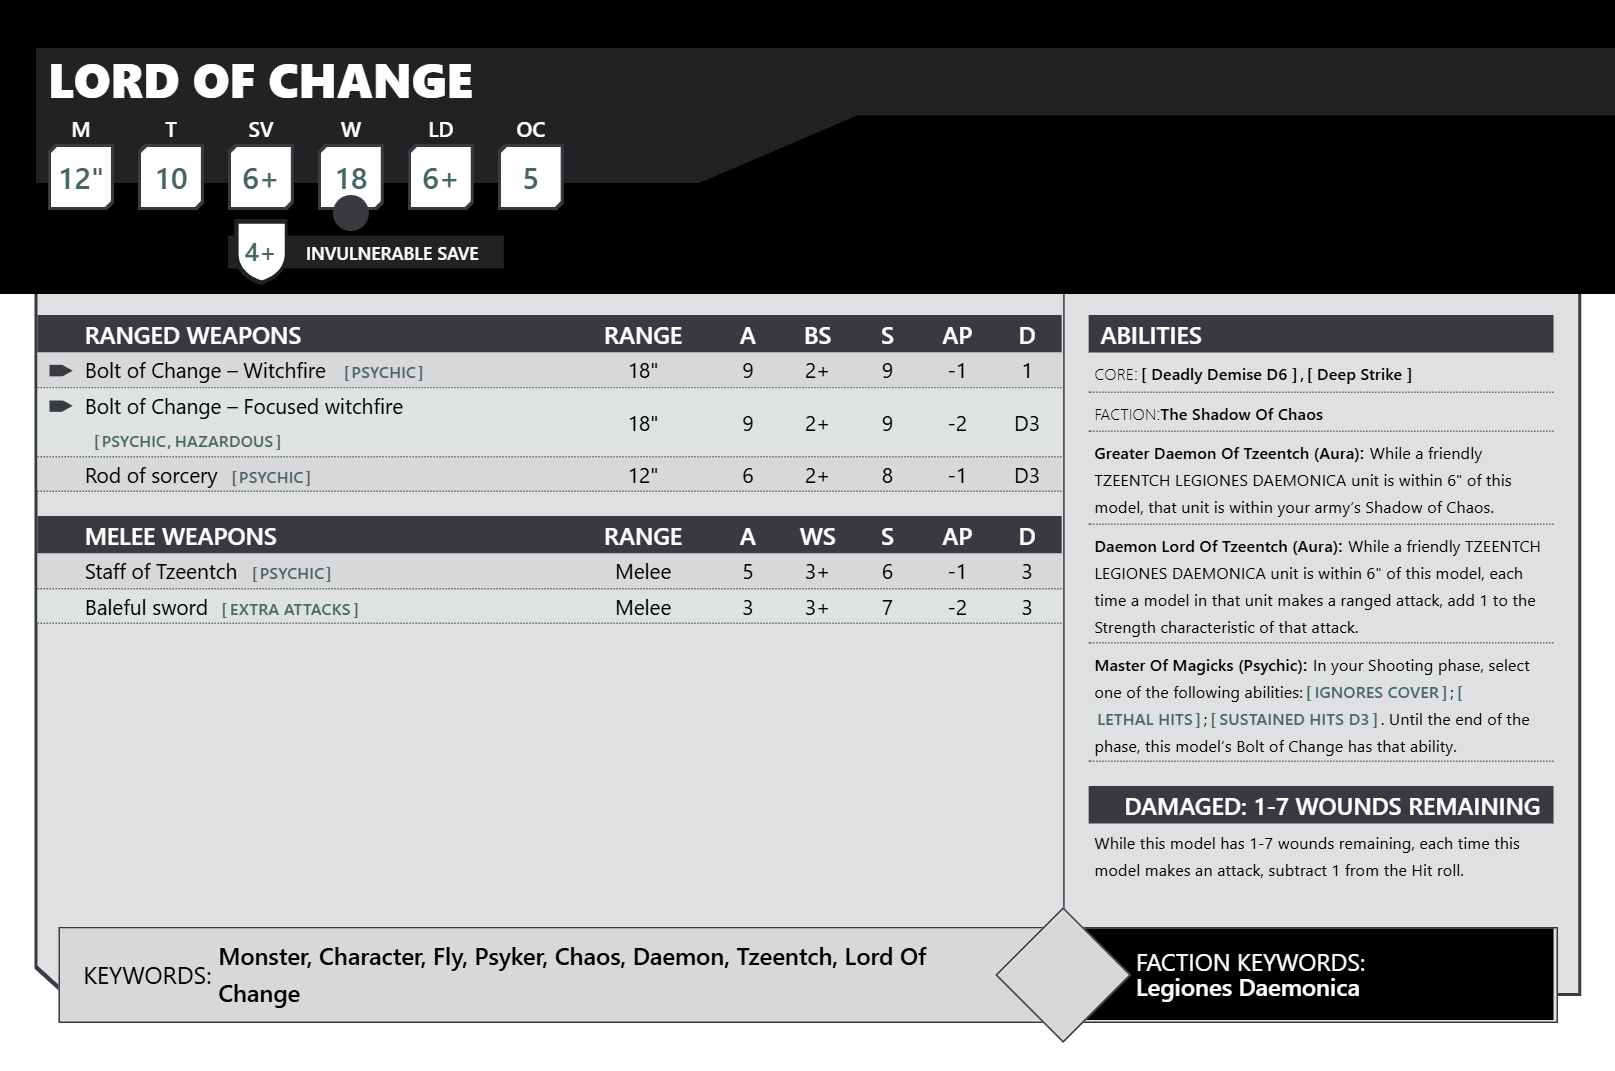 LORD OF CHANGE
M T SV W LD OC
12" 10 6+ 18 6+ 5
4+ INVULNERABLE SAVE
RANGED WEAPONS RANGE A BS S AP D
Bolt of Change – Witchfire [PSYCHIC] 18" 9 2+ 9 -1 1
Bolt of Change – Focused witchfire
[PSYCHIC, HAZARDOUS] 18" 9 2+ 9 -2 D3
Rod of sorcery [PSYCHIC] 12" 6 2+ 8 -1 D3
MELEE WEAPONS RANGE A WS S AP D
Staff of Tzeentch [PSYCHIC] Melee 5 3+ 6 -1 3
Baleful sword [EXTRA ATTACKS] Melee 3 3+ 7 -2 3
ABILITIES
CORE: [ Deadly Demise D6 ] , [ Deep Strike ]
FACTION:The Shadow Of Chaos
Greater Daemon Of Tzeentch (Aura): While a friendly
TZEENTCH LEGIONES DAEMONICA unit is within 6" of this
model, that unit is within your army's Shadow of Chaos.
Daemon Lord Of Tzeentch (Aura): While a friendly TZEENTCH
LEGIONES DAEMONICA unit is within 6" of this model, each
time a model in that unit makes a ranged attack, add 1 to the
Strength characteristic of that attack.
Master Of Magicks (Psychic): In your Shooting phase, select
one of the following abilities: [ IGNORES COVER ] ; [
LETHAL HITS ] ; [ SUSTAINED HITS D3 ] . Until the end of the
phase, this model's Bolt of Change has that ability.
DAMAGED: 1-7 WOUNDS REMAINING
While this model has 1-7 wounds remaining, each time this
model makes an attack, subtract 1 from the Hit roll.
KEYWORDS: Monster, Character, Fly, Psyker, Chaos, Daemon, Tzeentch, Lord Of
Change
FACTION KEYWORDS:
Legiones Daemonica